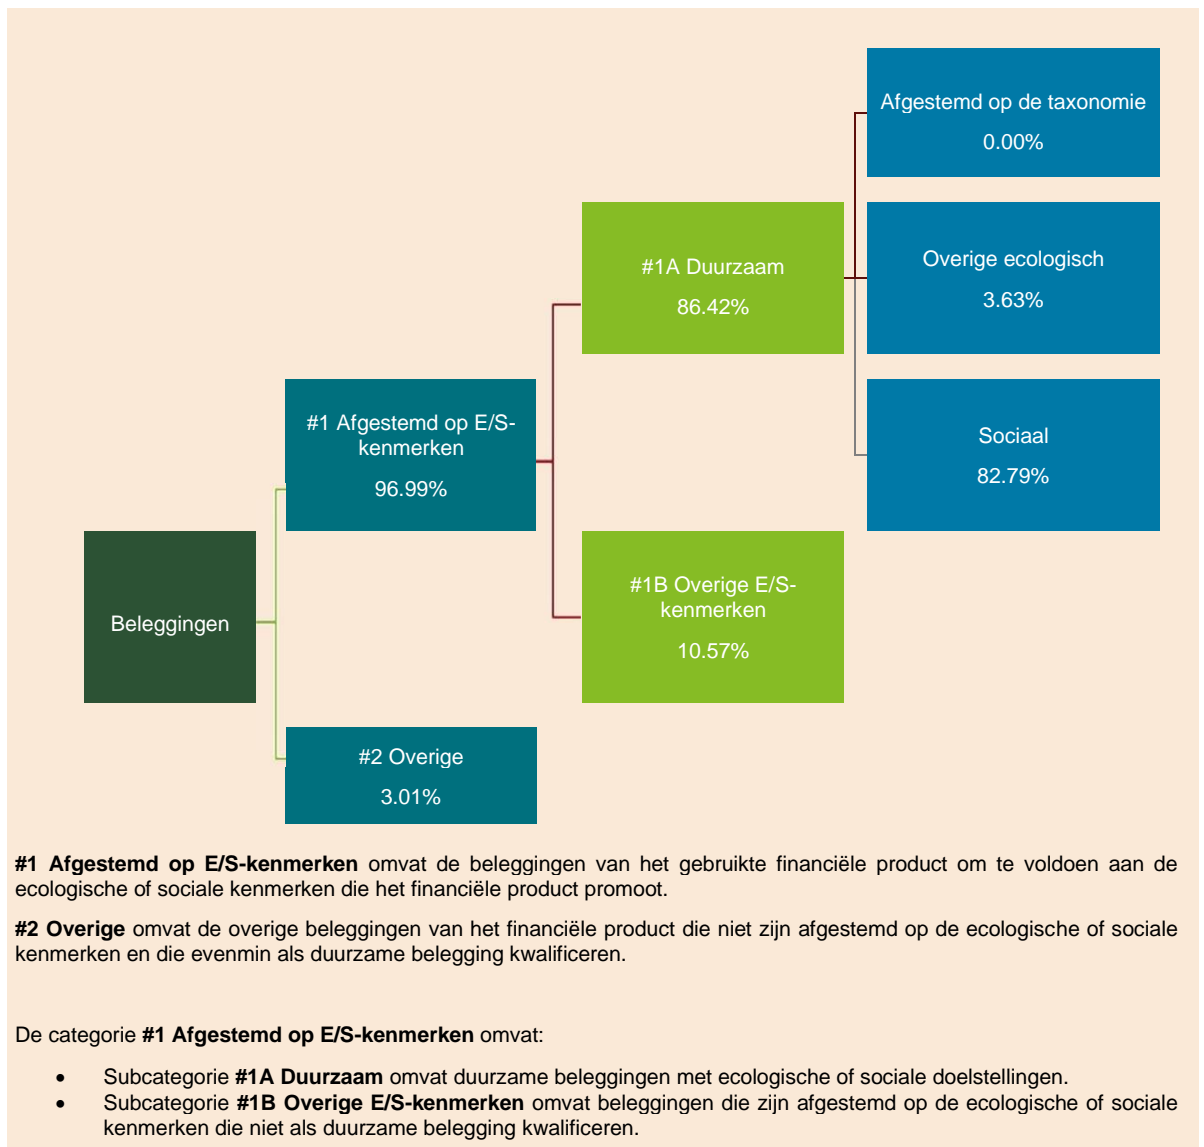 Afgestemd op de taxonomie
0.00%
#1A Duurzaam
86.42%
Overige ecologisch
3.63%
#1 Afgestemd op E/S-
kenmerken
96.99%
Sociaal
82.79%
Beleggingen
#1B Overige E/S-
kenmerken
10.57%
#2 Overige
3.01%
#1 Afgestemd op E/S-kenmerken omvat de beleggingen van het gebruikte financiële product om te voldoen aan de
ecologische of sociale kenmerken die het financiële product promoot.
#2 Overige omvat de overige beleggingen van het financiële product die niet zijn afgestemd op de ecologische of sociale
kenmerken en die evenmin als duurzame belegging kwalificeren.
De categorie #1 Afgestemd op E/S-kenmerken omvat:
• Subcategorie #1A Duurzaam omvat duurzame beleggingen met ecologische of sociale doelstellingen.
• Subcategorie #1B Overige E/S-kenmerken omvat beleggingen die zijn afgestemd op de ecologische of sociale
kenmerken die niet als duurzame belegging kwalificeren.